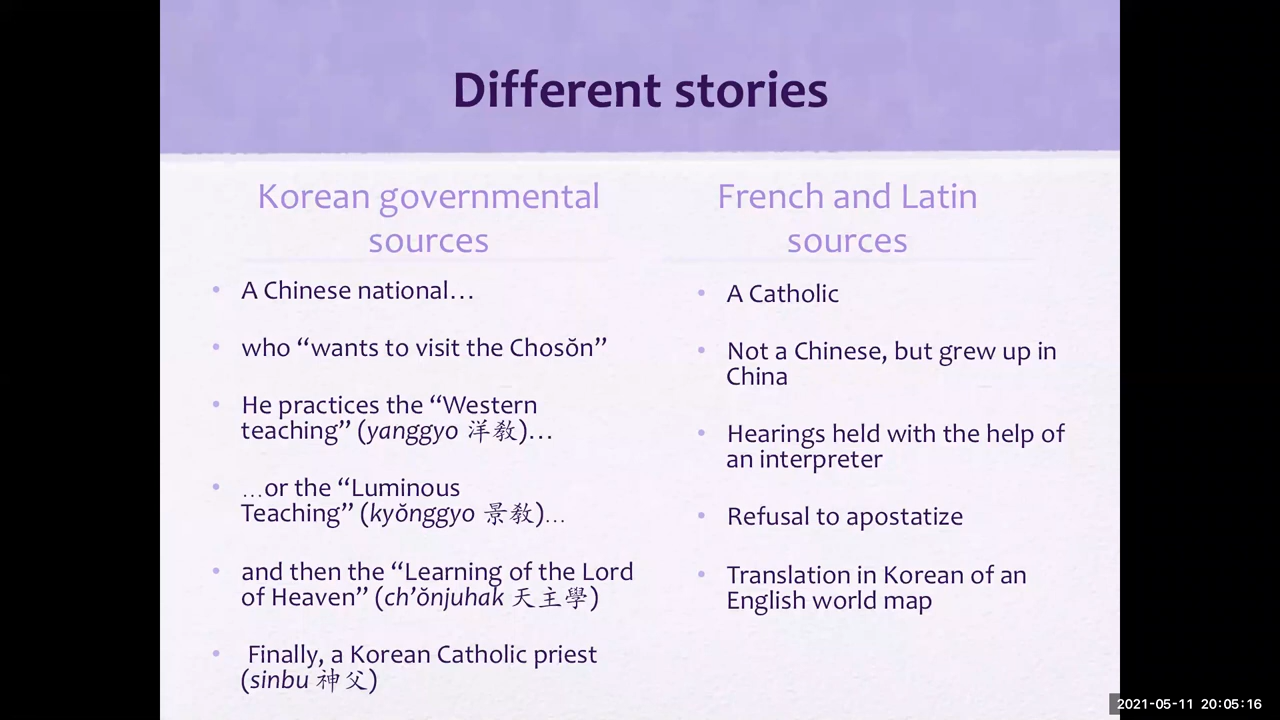 Different stories
Korean governmental
sources
A Chinese national…
who “wants to visit the Chosŏn”
He practices the “Western
teaching” (yanggyo 洋敎)…
…or the “Luminous
Teaching” (kyŏnggyo 景敎)…
and then the “Learning of the Lord
of Heaven” (ch’ŏnjuhak 天主學)
Finally, a Korean Catholic priest
(sinbu 神父)
French and Latin
sources
A Catholic
Not a Chinese, but grew up in
China
Hearings held with the help of
an interpreter
Refusal to apostatize
Translation in Korean of an
English world map
2021-05-11 20:05:16